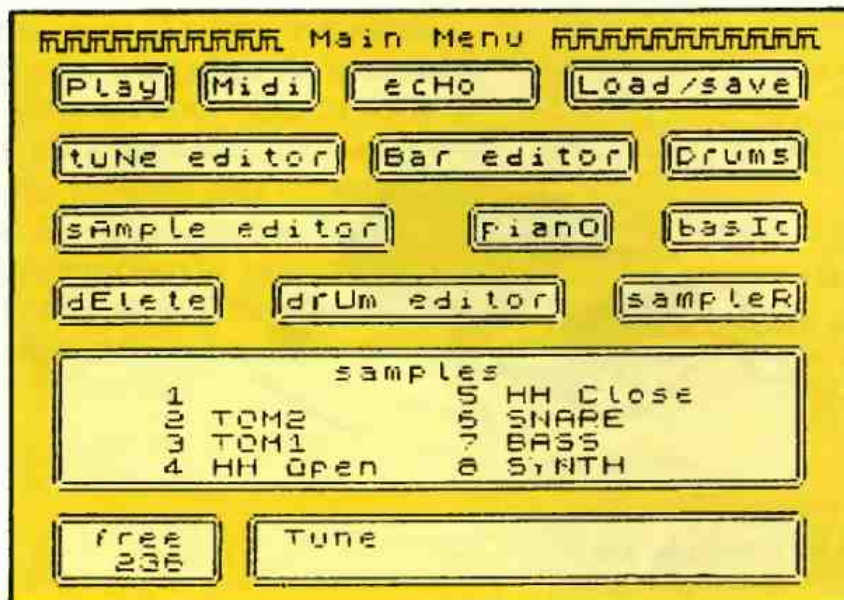 Main Menu
Play Midi ecHo Load/save
tuNe editor Bar editor Drums
sAmple editor pianO basIc
dElete drUm editor sampleR
samples
1 5 HH Close
2 TOM2 6 SNARE
3 TOM1 7 BASS
4 HH Open 8 SYNTH
free Tune
236